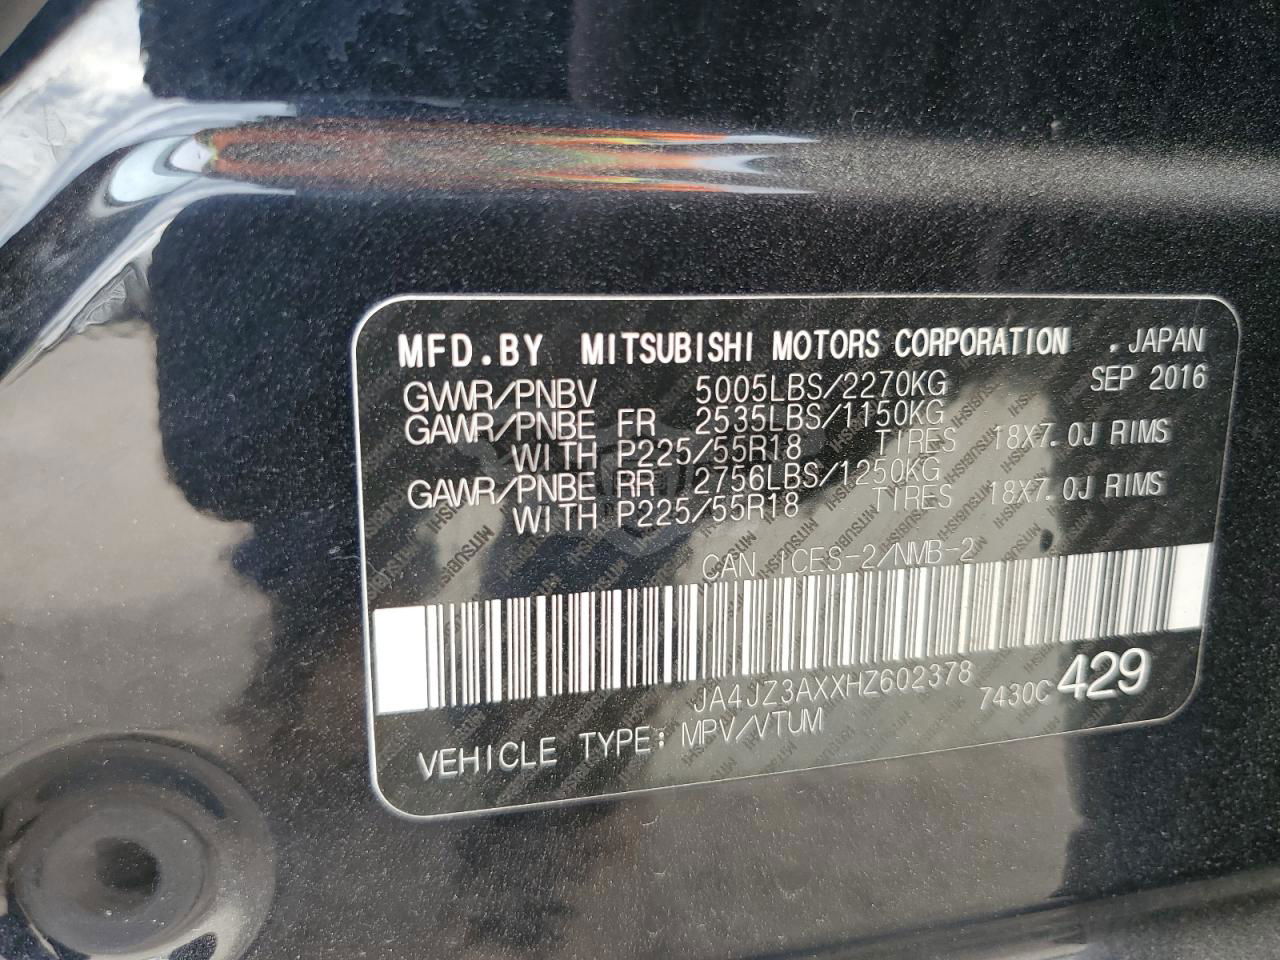 MFD.BY MITSUBISHI MOTORS CORPORATION .JAPAN
GVWR/PNBV 5005LBS/2270KG SEP 2016
GAWR/PNBE FR 2535LBS/1150KG
WITH P225/55R18 TIRES 18X7.0J RIMS
GAWR/PNBE RR 2756LBS/1250KG
WITH P225/55R18 TIRES 18X7.0J RIMS
CAN ICES-2/NMB-2
JA4JZ3AXXHZ602378 7430C 429
VEHICLE TYPE: MPV/VTUM